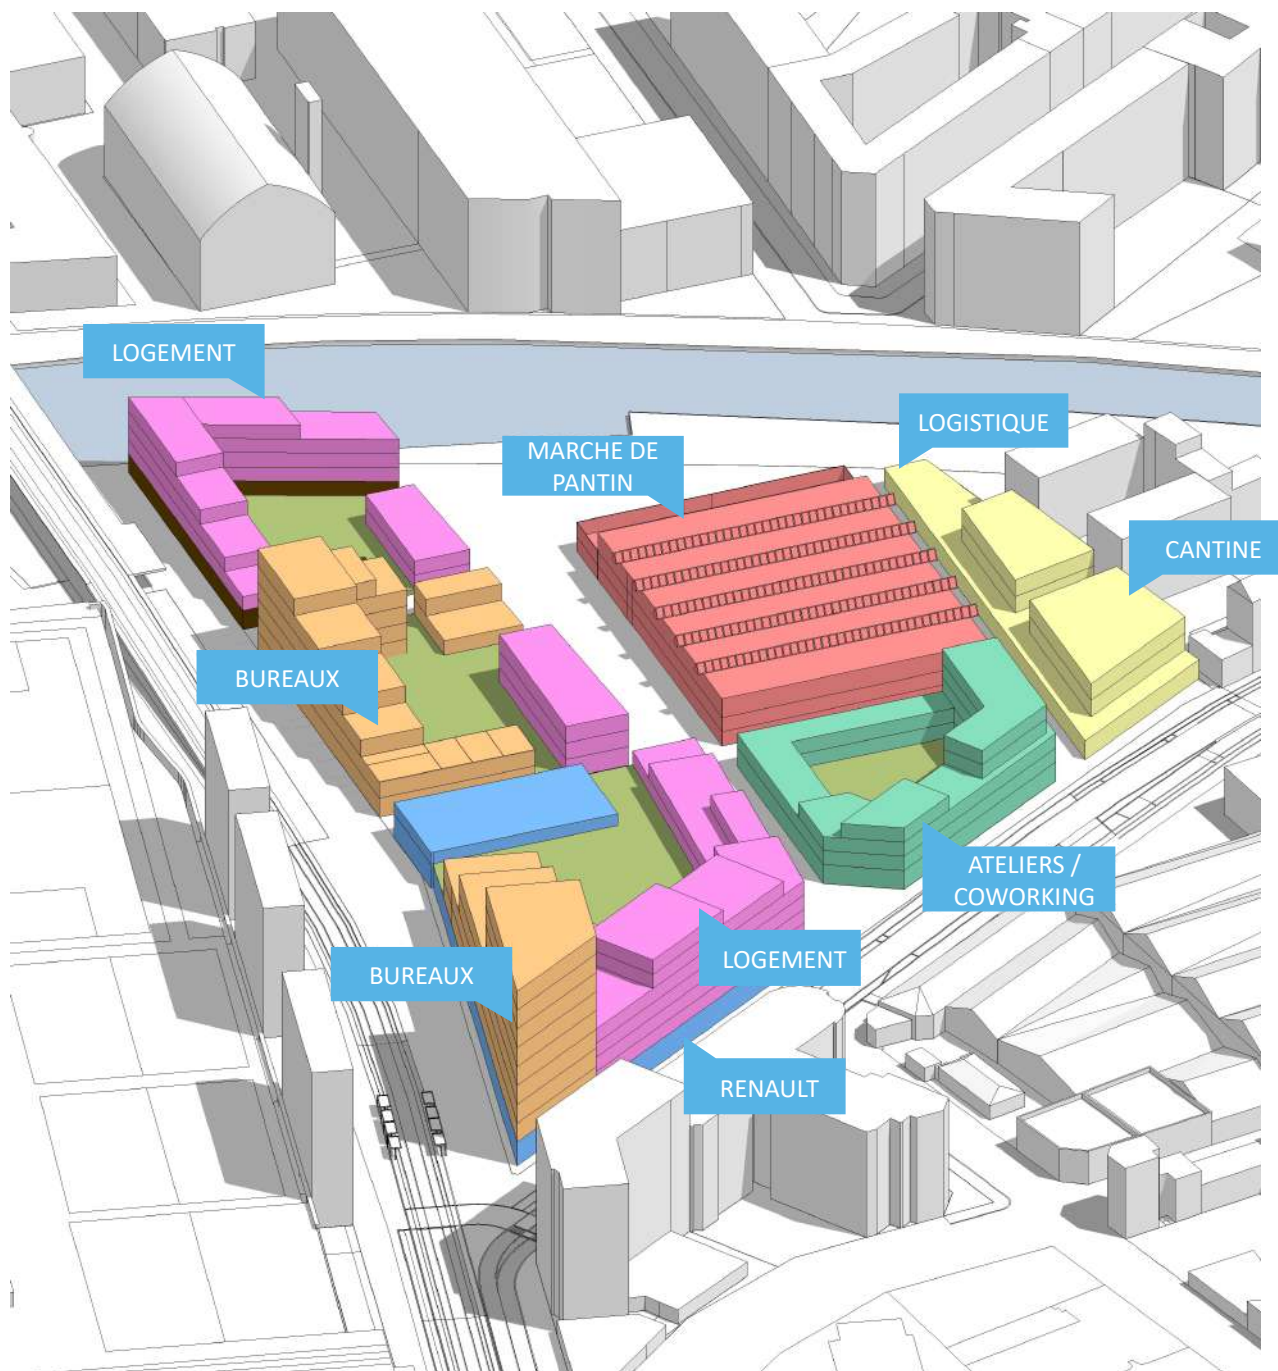 LOGEMENT
LOGISTIQUE
MARCHE DE
PANTIN
CANTINE
BUREAUX
ATELIERS /
COWORKING
LOGEMENT
BUREAUX
RENAULT